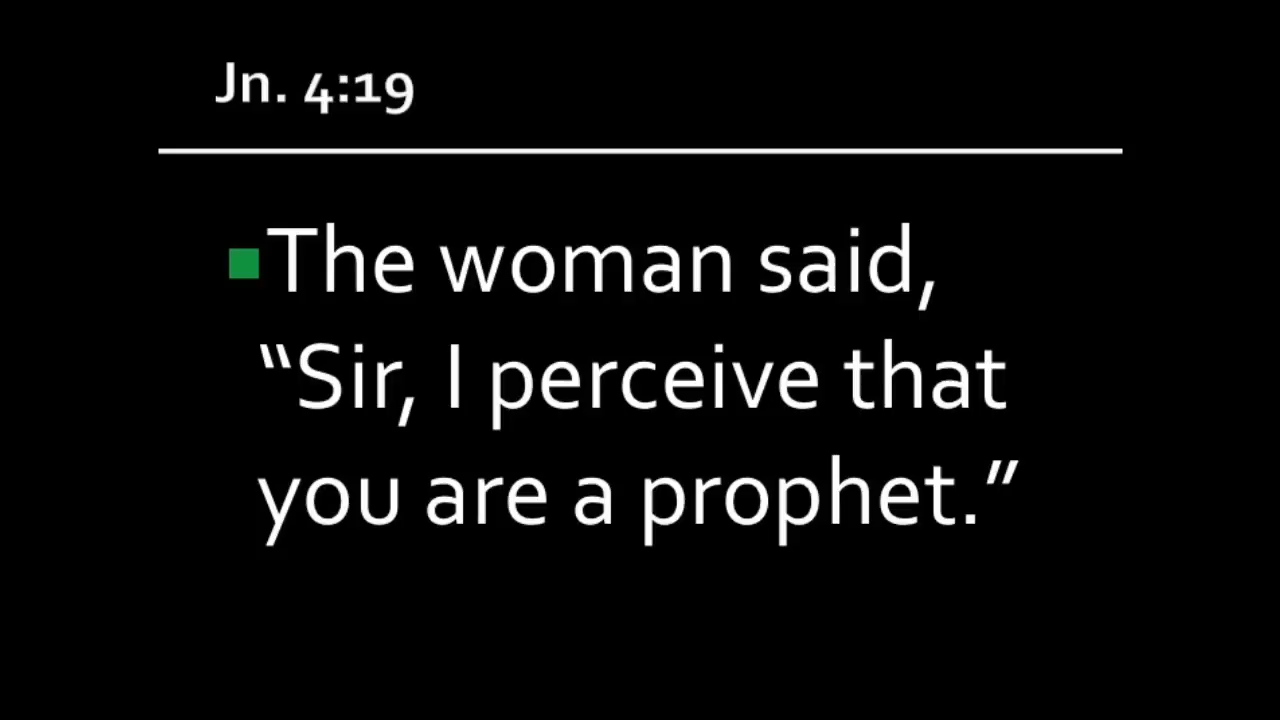 Jn. 4:19
The woman said,
“Sir, I perceive that
you are a prophet.”